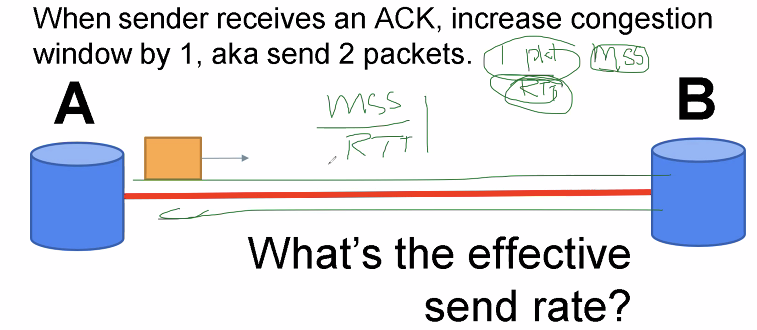 When sender receives an ACK, increase congestion
window by 1, aka send 2 packets.
1 pkt MSS
RTT
A
B
MSS
RTT
What's the effective
send rate?